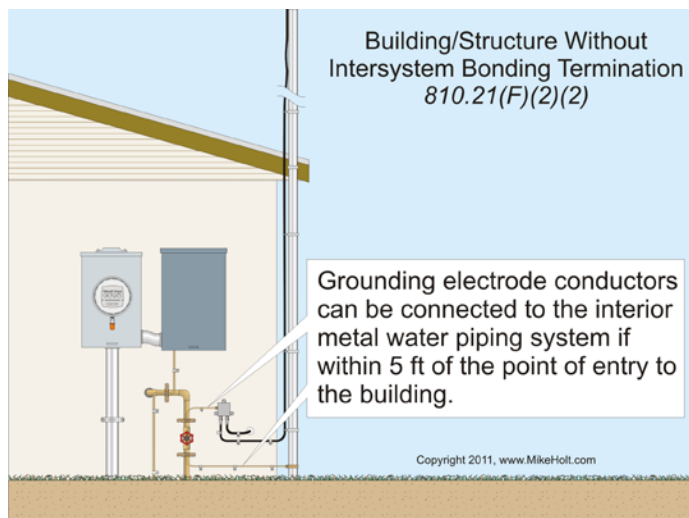 Building/Structure Without
Intersystem Bonding Termination
810.21(F)(2)(2)
Grounding electrode conductors
can be connected to the interior
metal water piping system if
within 5 ft of the point of entry to
the building.
Copyright 2011, www.MikeHolt.com